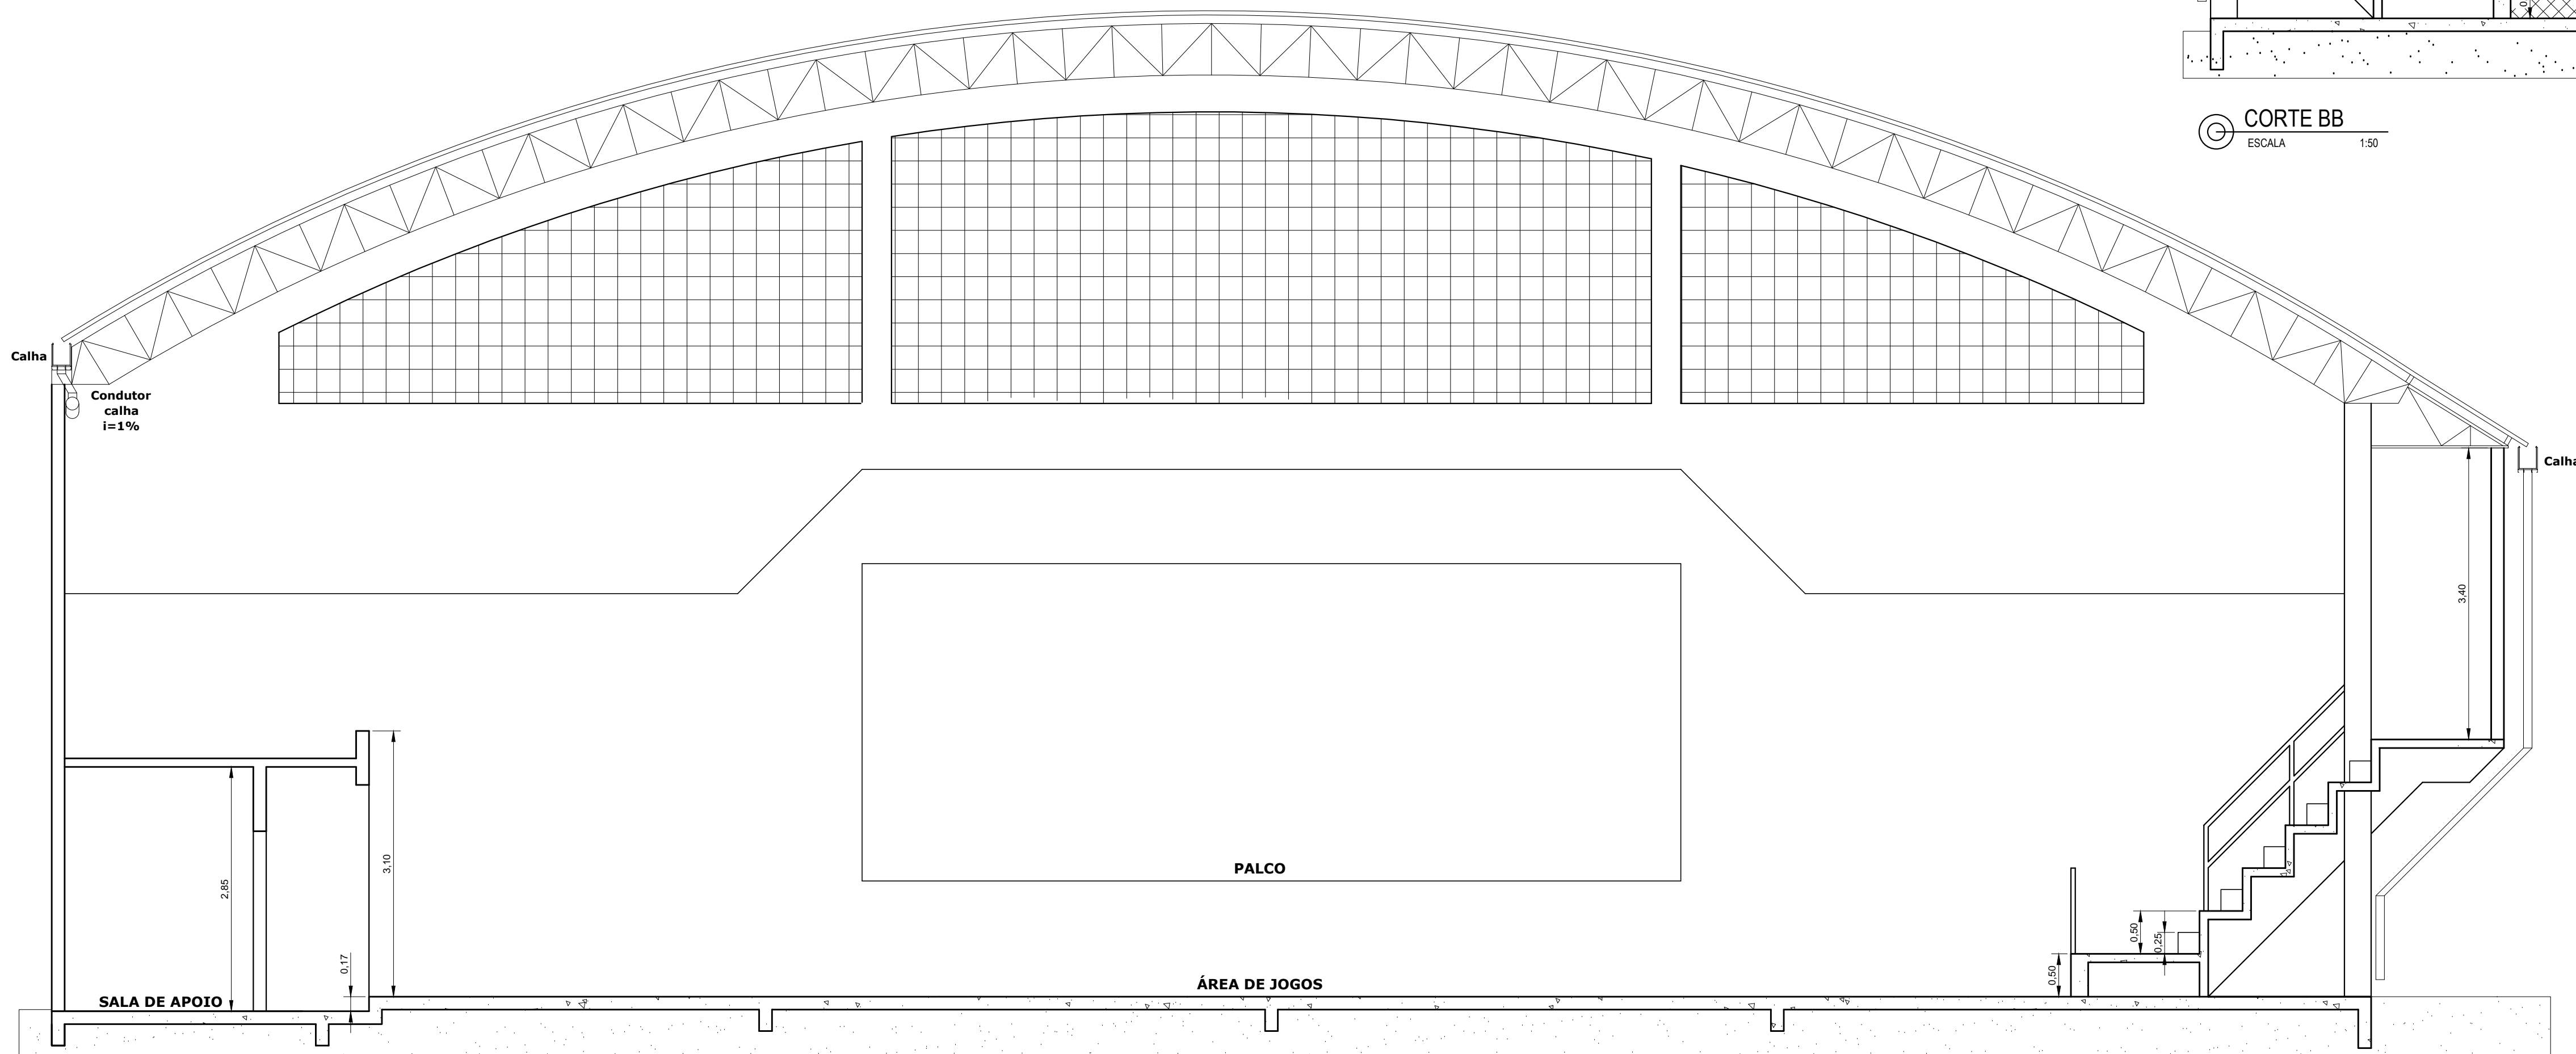 CORTE BB
ESCALA 1:50
Calha
Condutor
calha
i=1%
Calha
3,40
PALCO
3,10
2,85
0,17
0,50
0,25
0,50
ÁREA DE JOGOS
SALA DE APOIO